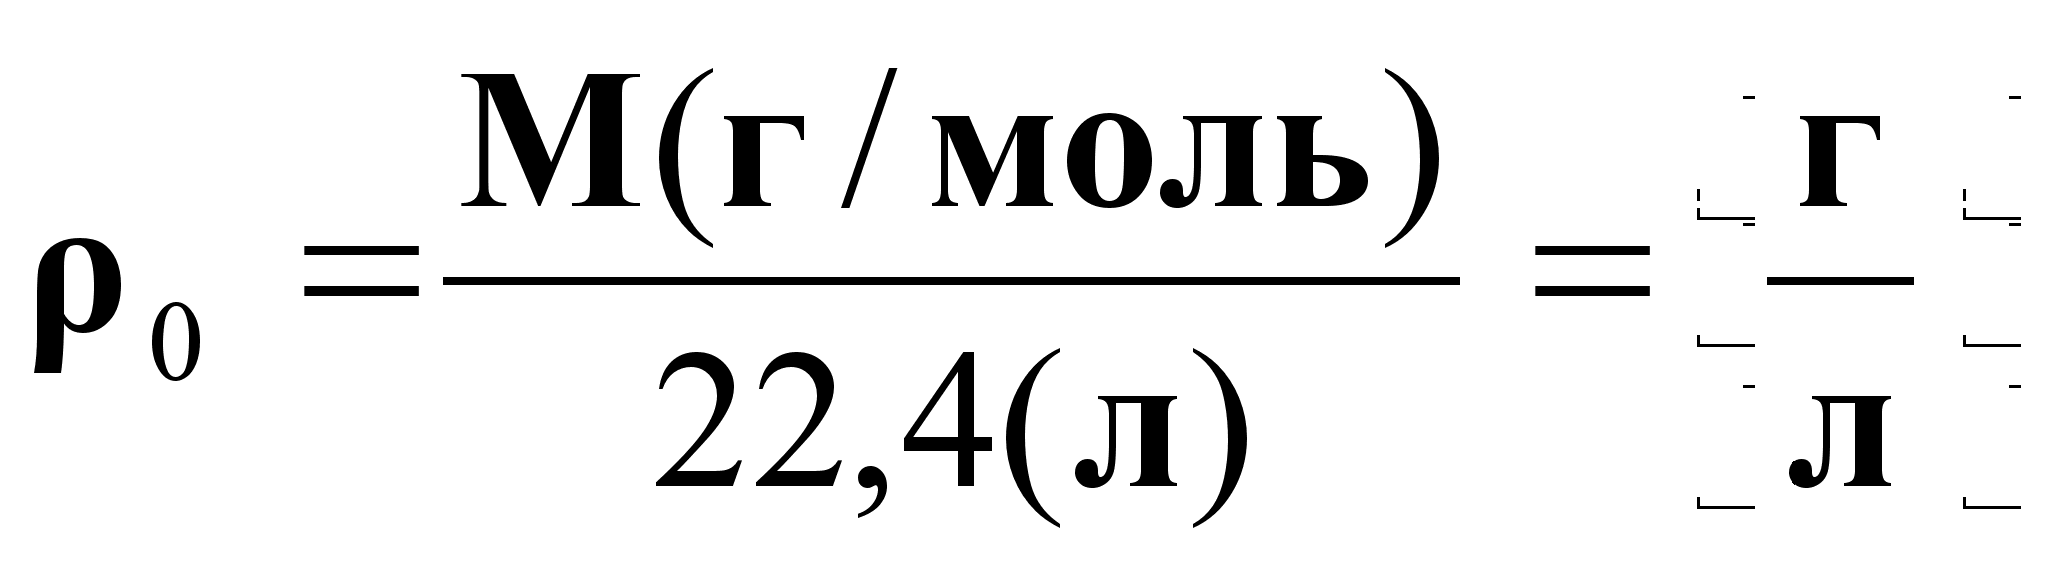 ρ₀ = М(г/моль) / 22,4(л) = [г / л]